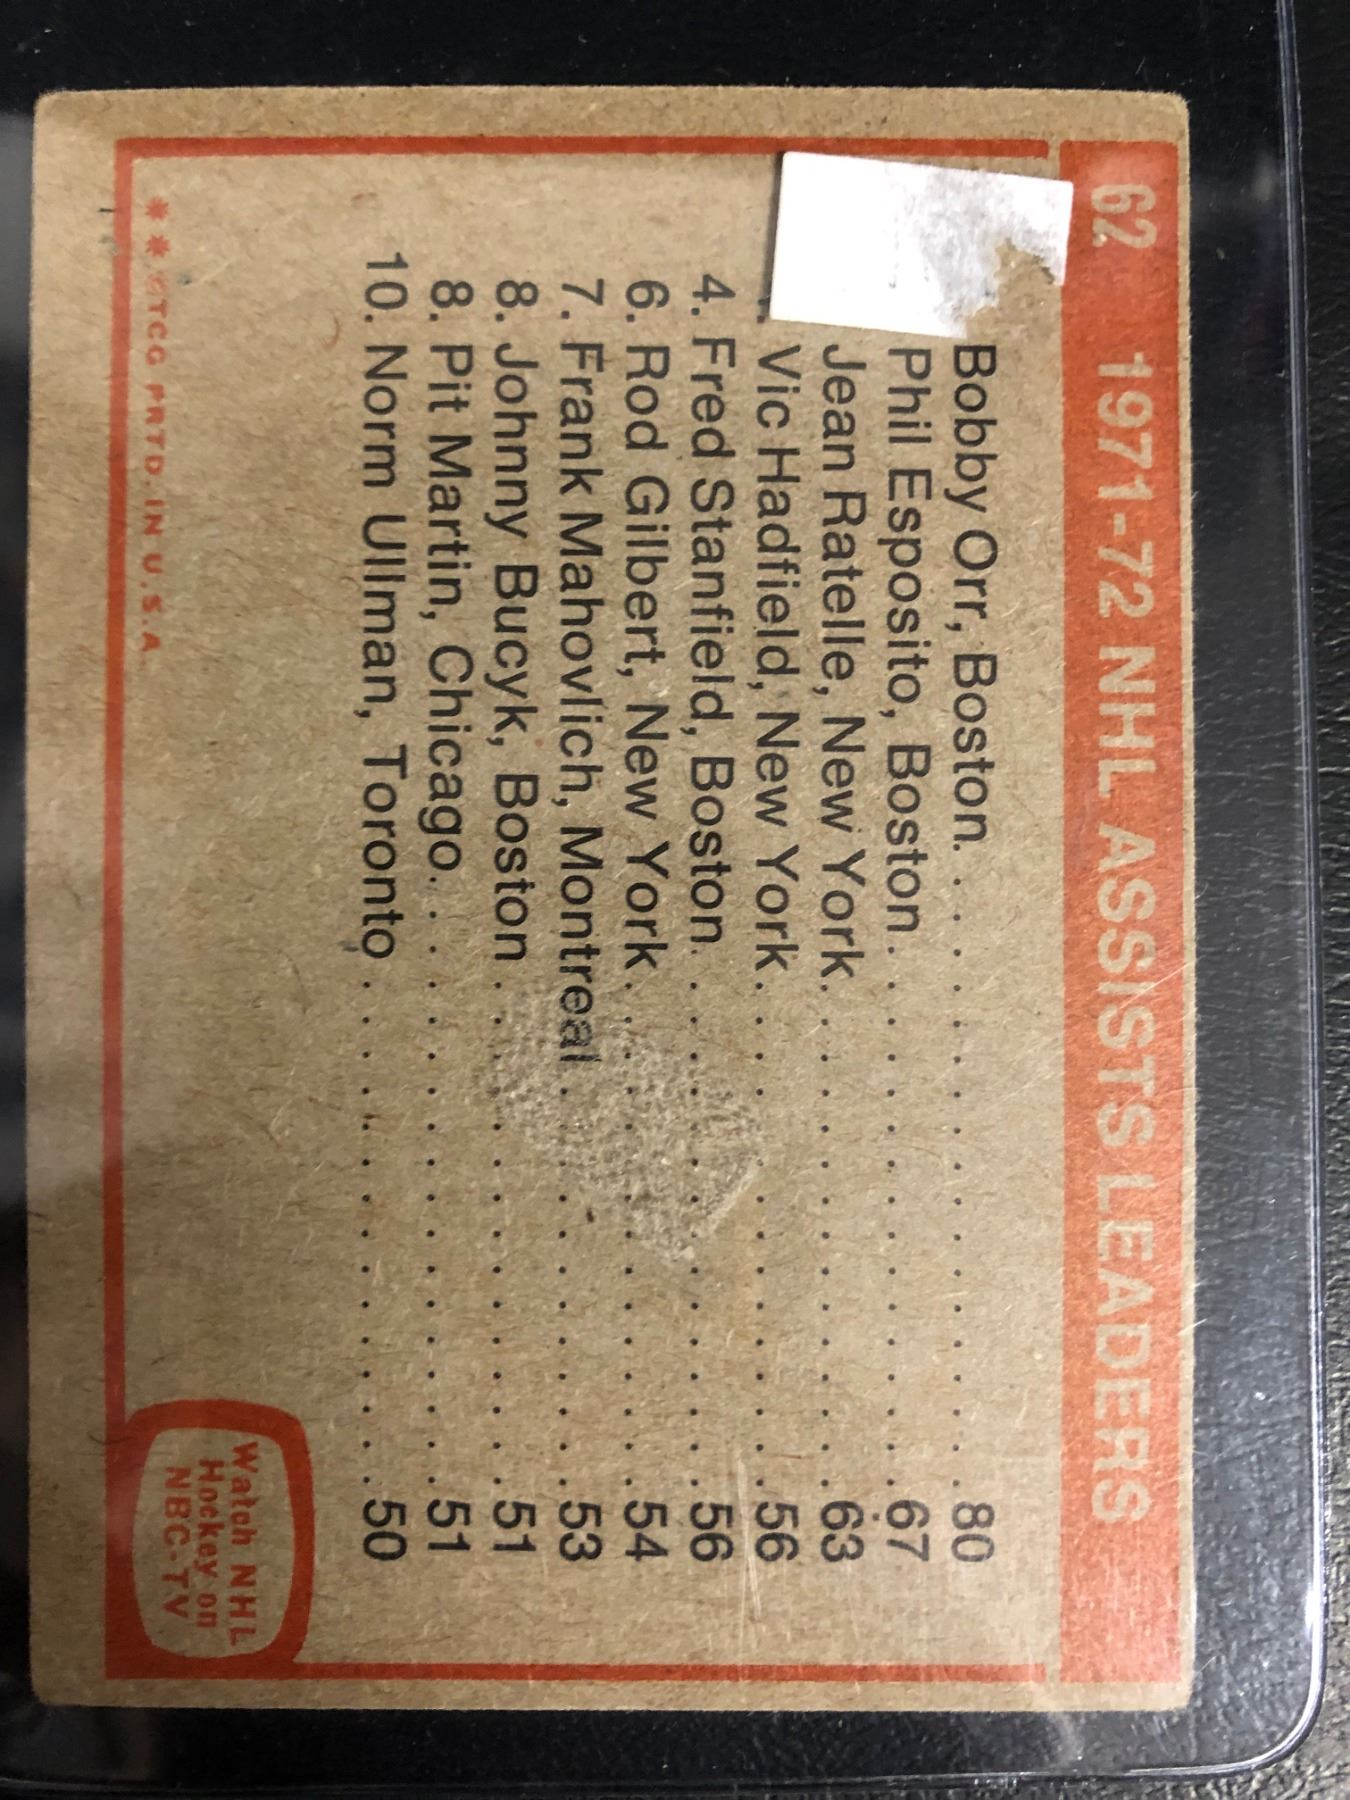 62 1971-72 NHL ASSISTS LEADERS
Bobby Orr, Boston. . . . . . . . . . 80
Phil Esposito, Boston. . . . . . . . . 67
Jean Ratelle, New York. . . . . . . . 63
. Vic Hadfield, New York. . . . . . . . 56
4. Fred Stanfield, Boston. . . . . . . . . 56
6. Rod Gilbert, New York. . . . . . . . . 54
7. Frank Mahovlich, Montreal . . . . . . . 53
8. Johnny Bucyk, Boston . . . . . . . . . 51
8. Pit Martin, Chicago. . . . . . . . . . 51
10. Norm Ullman, Toronto . . . . . . . . . 50
**©TCG PRTD. IN U.S.A.
Watch NHL
Hockey on
NBC-TV